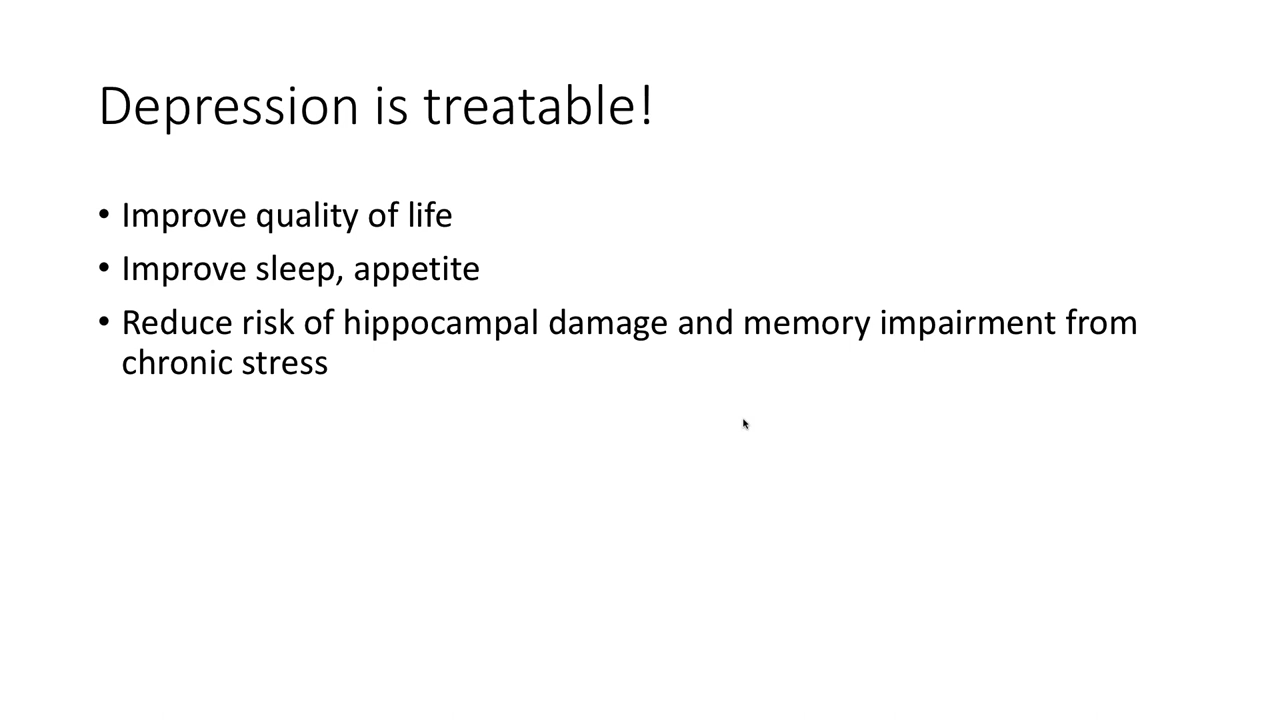 Depression is treatable!
• Improve quality of life
• Improve sleep, appetite
• Reduce risk of hippocampal damage and memory impairment from
chronic stress